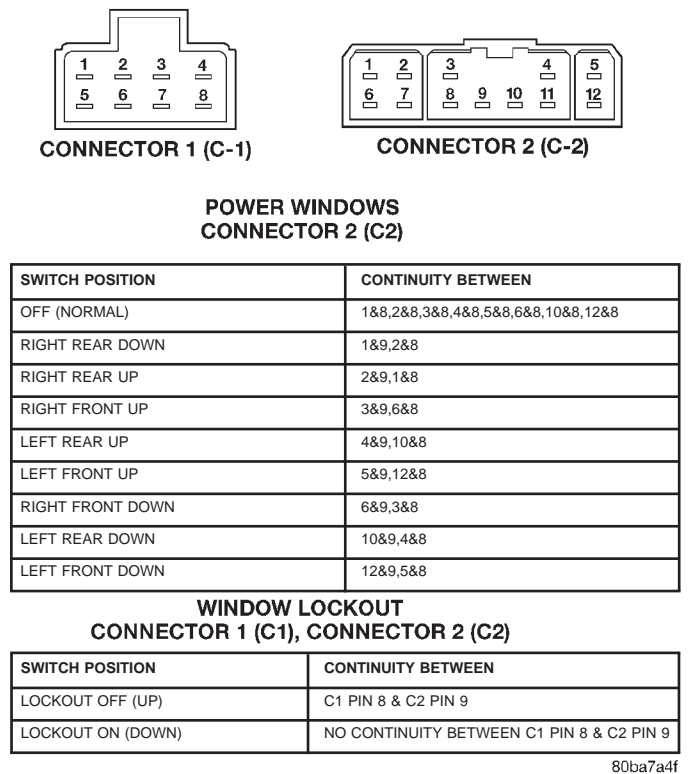 1 2 3 4
5 6 7 8
CONNECTOR 1 (C-1)
1 2 3 4 5
6 7 8 9 10 11 12
CONNECTOR 2 (C-2)
POWER WINDOWS
CONNECTOR 2 (C2)
SWITCH POSITION CONTINUITY BETWEEN
OFF (NORMAL) 1&8,2&8,3&8,4&8,5&8,6&8,10&8,12&8
RIGHT REAR DOWN 1&9,2&8
RIGHT REAR UP 2&9,1&8
RIGHT FRONT UP 3&9,6&8
LEFT REAR UP 4&9,10&8
LEFT FRONT UP 5&9,12&8
RIGHT FRONT DOWN 6&9,3&8
LEFT REAR DOWN 10&9,4&8
LEFT FRONT DOWN 12&9,5&8
WINDOW LOCKOUT
CONNECTOR 1 (C1), CONNECTOR 2 (C2)
SWITCH POSITION CONTINUITY BETWEEN
LOCKOUT OFF (UP) C1 PIN 8 & C2 PIN 9
LOCKOUT ON (DOWN) NO CONTINUITY BETWEEN C1 PIN 8 & C2 PIN 9
80ba7a4f